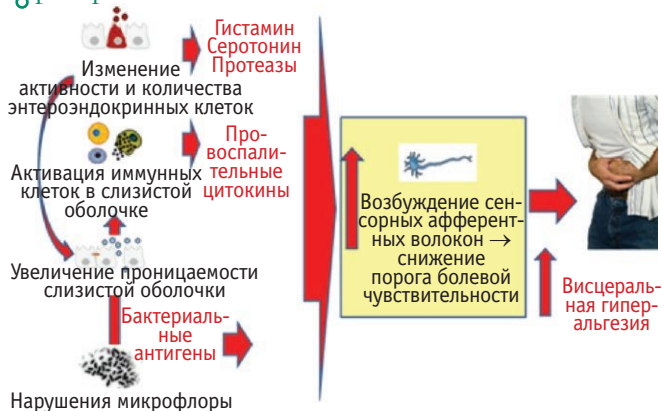 Гистамин
Серотонин
Протеазы
Изменение
активности и количества
энтероэндокринных клеток
Про-
воспали-
тельные
цитокины
Активация иммунных
клеток в слизистой
оболочке
Увеличение проницаемости
слизистой оболочки
Бактериаль-
ные
антигены
Нарушения микрофлоры
Возбуждение сен-
сорных афферент-
ных волокон →
снижение
порога болевой
чувствительности
Висцераль-
ная гипер-
альгезия